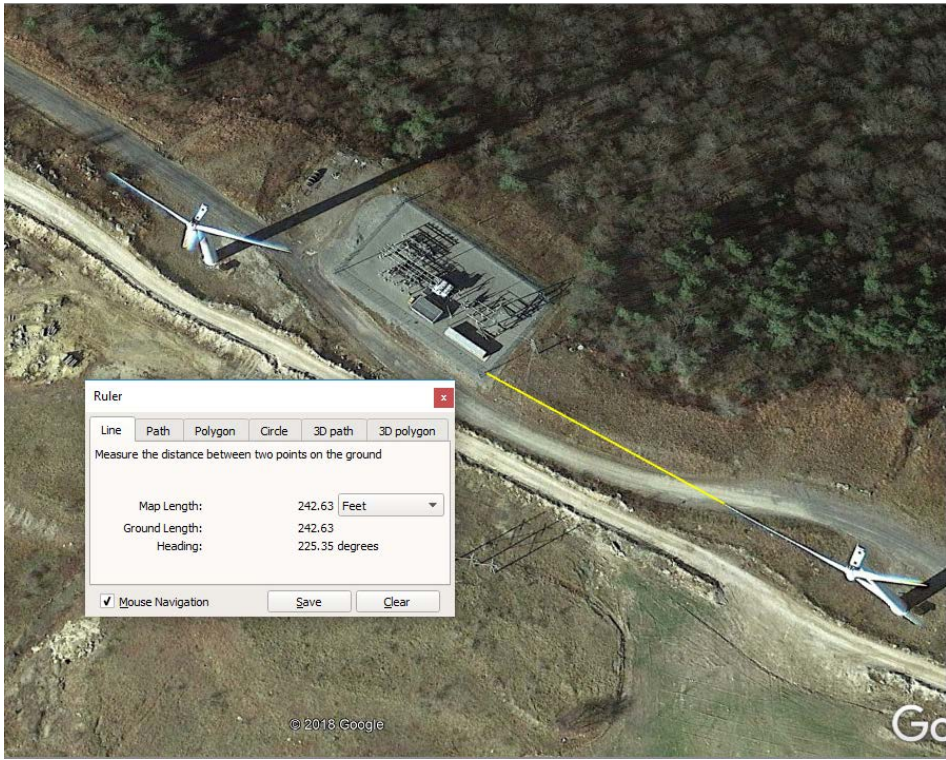 Ruler
x
Line Path Polygon Circle 3D path 3D polygon
Measure the distance between two points on the ground
Map Length: 242.63 Feet
Ground Length: 242.63
Heading: 225.35 degrees
Mouse Navigation Save Clear
© 2018 Google
Go